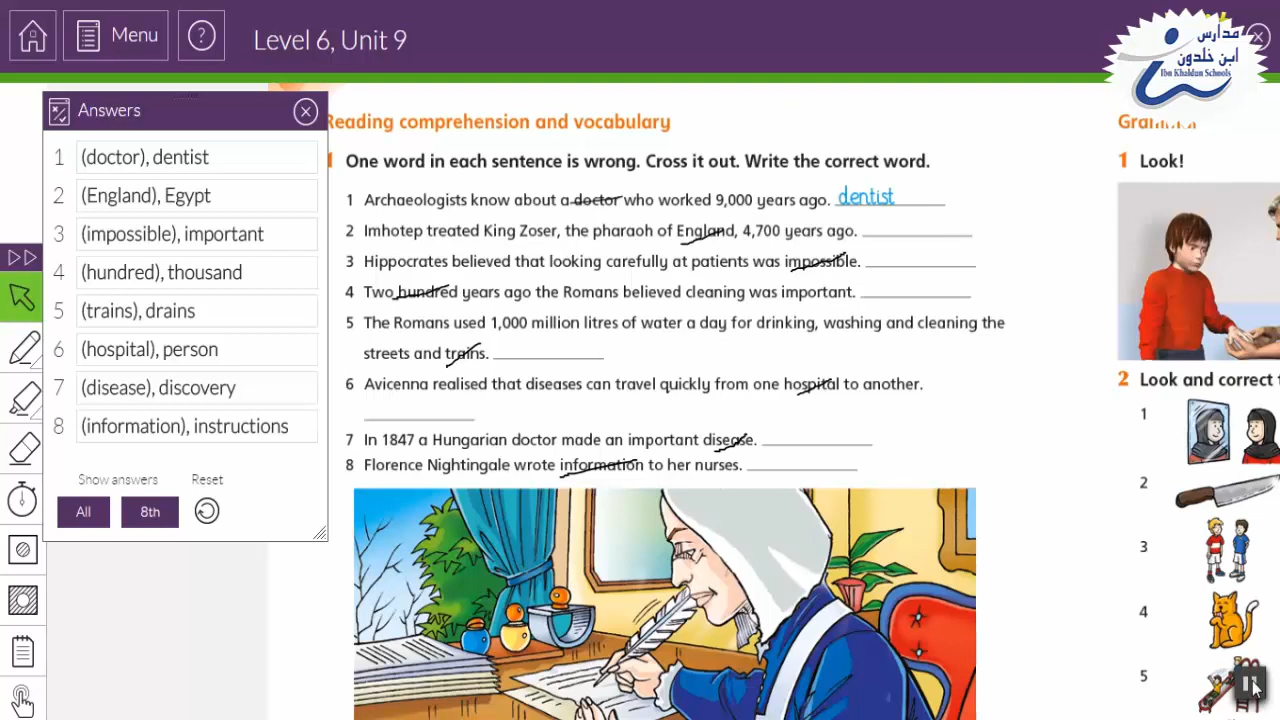 Menu
?
Level 6, Unit 9
مدارس
ابن خلدون
Ibn Khaldun Schools
Answers
1 (doctor), dentist
2 (England), Egypt
3 (impossible), important
4 (hundred), thousand
5 (trains), drains
6 (hospital), person
7 (disease), discovery
8 (information), instructions
Show answers
Reset
All
8th
Reading comprehension and vocabulary
1 One word in each sentence is wrong. Cross it out. Write the correct word.
1 Archaeologists know about a doctor who worked 9,000 years ago. dentist
2 Imhotep treated King Zoser, the pharaoh of England, 4,700 years ago.
3 Hippocrates believed that looking carefully at patients was impossible.
4 Two hundred years ago the Romans believed cleaning was important.
5 The Romans used 1,000 million litres of water a day for drinking, washing and cleaning the
streets and trains.
6 Avicenna realised that diseases can travel quickly from one hospital to another.
7 In 1847 a Hungarian doctor made an important disease.
8 Florence Nightingale wrote information to her nurses.
1 Look!
2 Look and correct
1
2
3
4
5